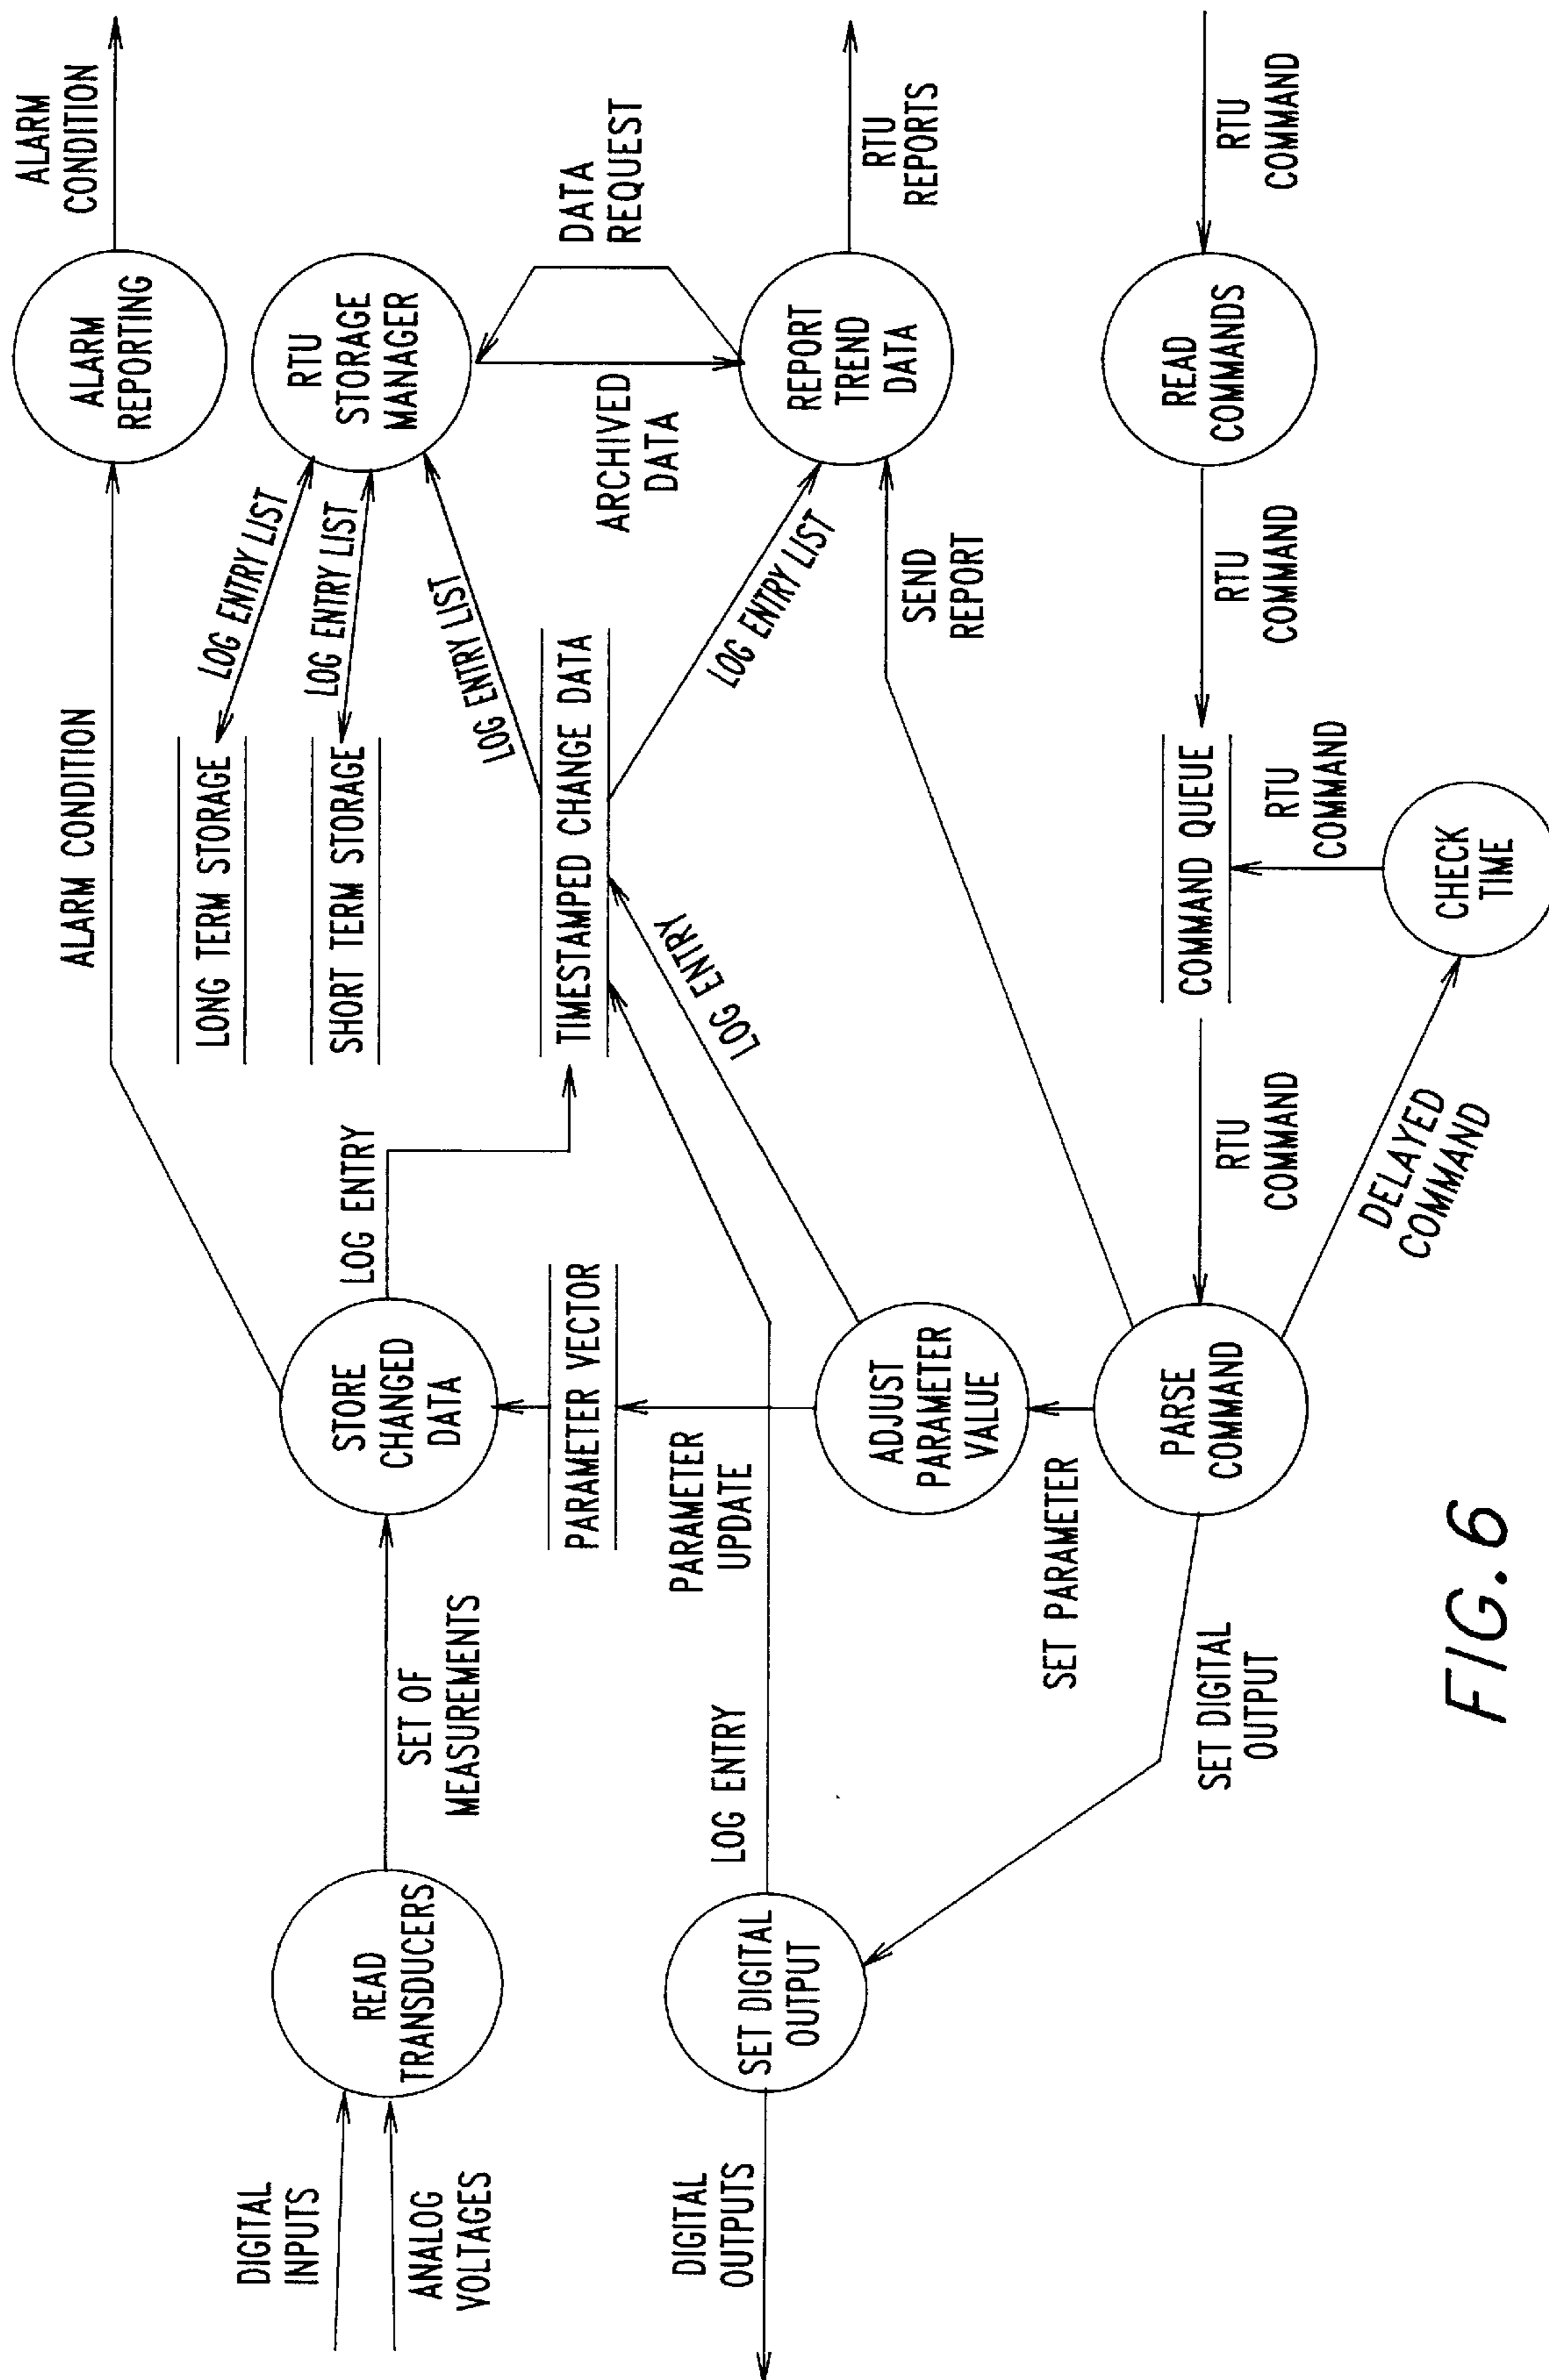 ALARM
CONDITION
ALARM
REPORTING
ALARM CONDITION
RTU
STORAGE
MANAGER
LOG ENTRY LIST
LOG ENTRY LIST
LONG TERM STORAGE
SHORT TERM STORAGE
STORE
CHANGED
DATA
LOG ENTRY
SET OF
MEASUREMENTS
READ
TRANSDUCERS
DIGITAL
INPUTS
ANALOG
VOLTAGES
DATA
REQUEST
ARCHIVED
DATA
LOG ENTRY LIST
TIMESTAMPED CHANGE DATA
LOG ENTRY LIST
LOG ENTRY
PARAMETER VECTOR
PARAMETER
UPDATE
LOG ENTRY
SET DIGITAL
OUTPUT
DIGITAL
OUTPUTS
RTU
REPORTS
REPORT
TREND
DATA
SEND
REPORT
ADJUST
PARAMETER
VALUE
SET PARAMETER
RTU
COMMAND
READ
COMMANDS
RTU
COMMAND
COMMAND QUEUE
RTU
COMMAND
CHECK
TIME
RTU
COMMAND
DELAYED
COMMAND
PARSE
COMMAND
SET DIGITAL
OUTPUT
FIG. 6